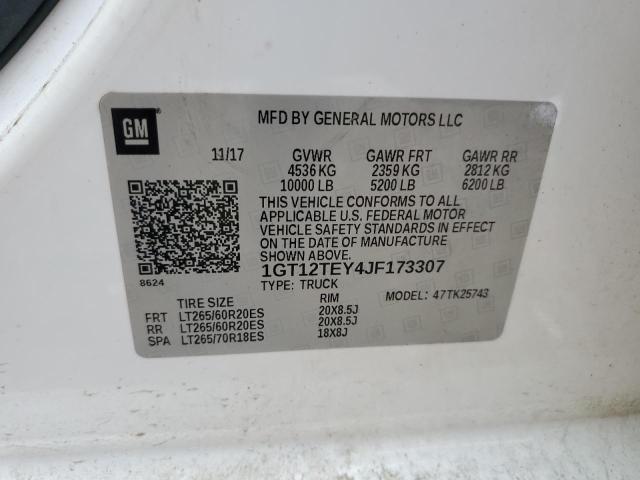 GM
MFD BY GENERAL MOTORS LLC
11/17 GVWR GAWR FRT GAWR RR
4536 KG 2359 KG 2812 KG
10000 LB 5200 LB 6200 LB
THIS VEHICLE CONFORMS TO ALL
APPLICABLE U.S. FEDERAL MOTOR
VEHICLE SAFETY STANDARDS IN
EFFECT ON THE DATE OF MANUFACTURE
SHOWN ABOVE.
8624
1GT12TEY4JF173307
TYPE: TRUCK MODEL: 47TK25743
TIRE SIZE RIM
FRT LT265/60R20ES 20X8.5J
RR LT265/60R20ES 20X8.5J
SPA LT265/70R18ES 18X8J